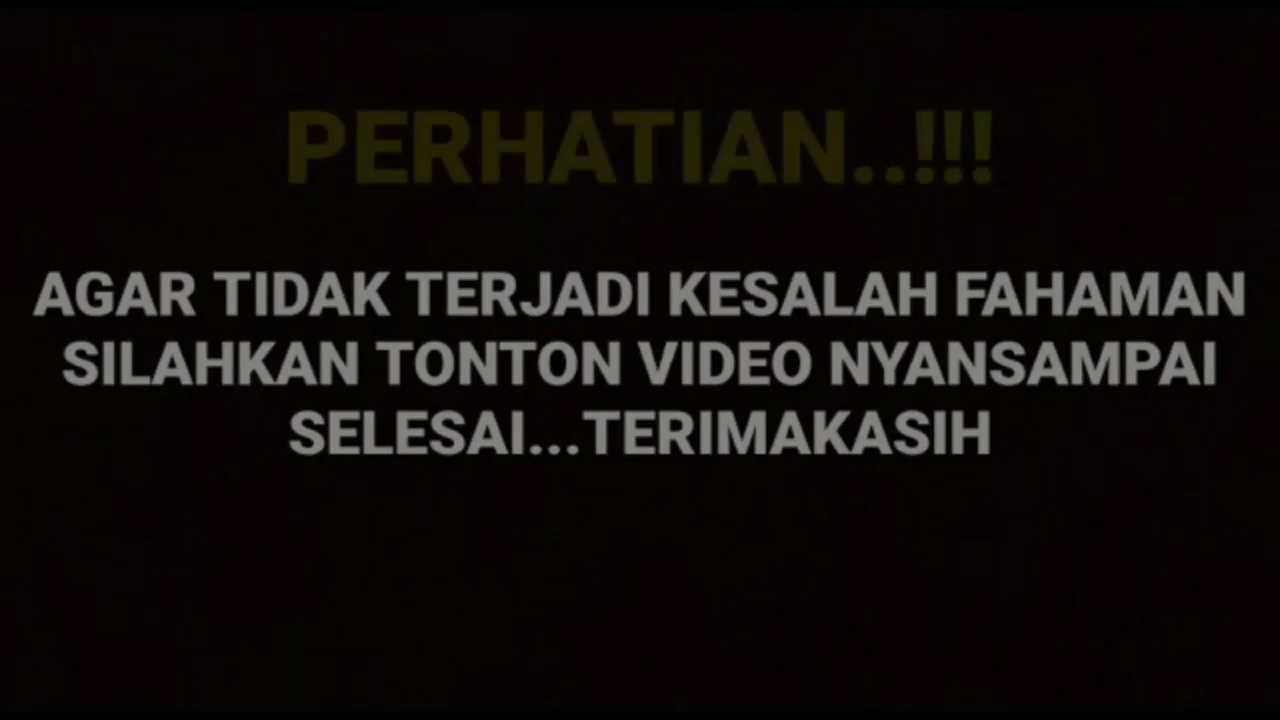 PERHATIAN..!!!
AGAR TIDAK TERJADI KESALAH FAHAMAN
SILAHKAN TONTON VIDEO NYANSAMPAI
SELESAI...TERIMAKASIH